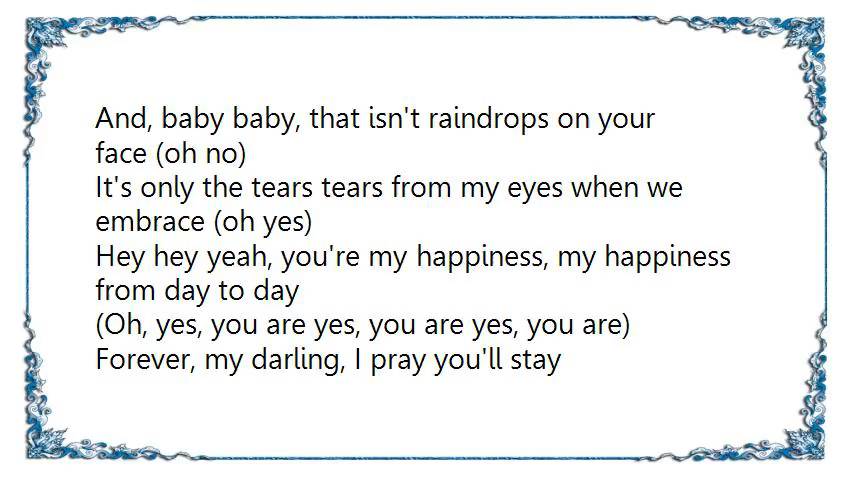 And, baby baby, that isn't raindrops on your
face (oh no)
It's only the tears tears from my eyes when we
embrace (oh yes)
Hey hey yeah, you're my happiness, my happiness
from day to day
(Oh, yes, you are yes, you are yes, you are)
Forever, my darling, I pray you'll stay